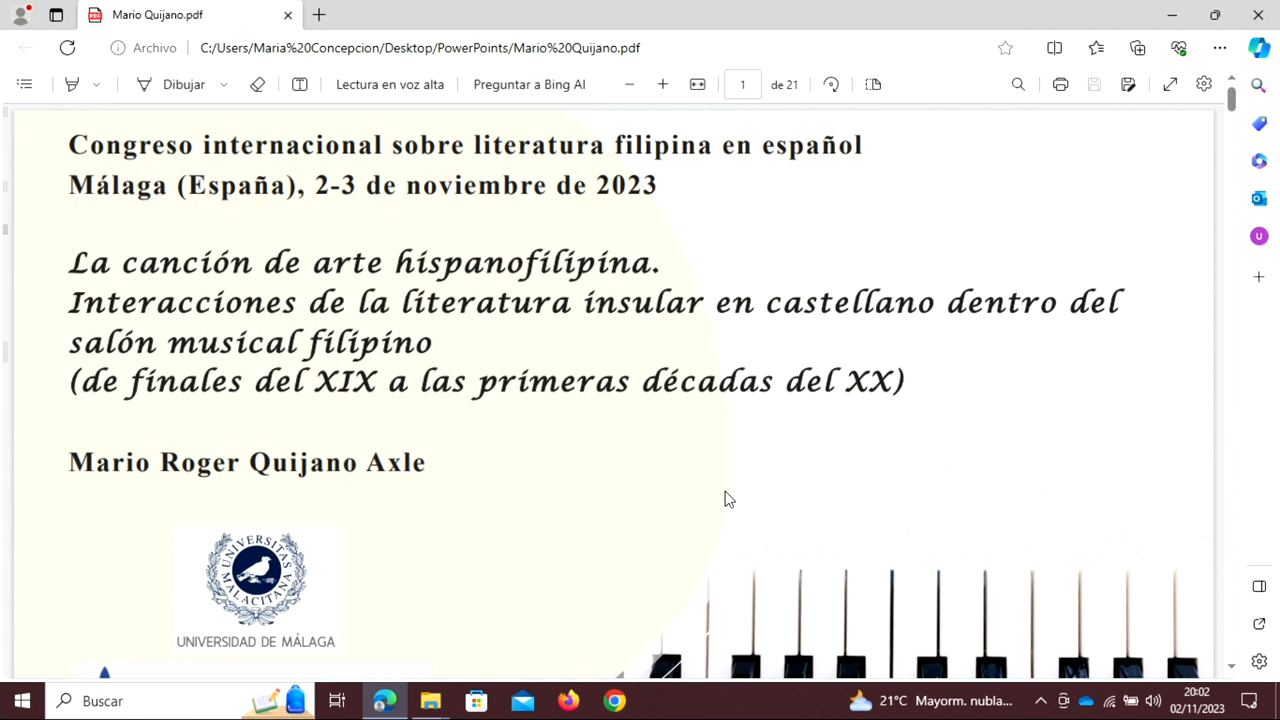 Mario Quijano.pdf
Archivo
C:/Users/Maria%20Concepcion/Desktop/PowerPoints/Mario%20Quijano.pdf
Dibujar
Lectura en voz alta
Preguntar a Bing AI
1 de 21
Congreso internacional sobre literatura filipina en español
Málaga (España), 2-3 de noviembre de 2023
La canción de arte hispanofilipina.
Interacciones de la literatura insular en castellano dentro del
salón musical filipino
(de finales del XIX a las primeras décadas del XX)
Mario Roger Quijano Axle
UNIVERSITAS MALACITANA
UNIVERSIDAD DE MÁLAGA
U
Buscar
21°C Mayorm. nubla...
20:02
02/11/2023